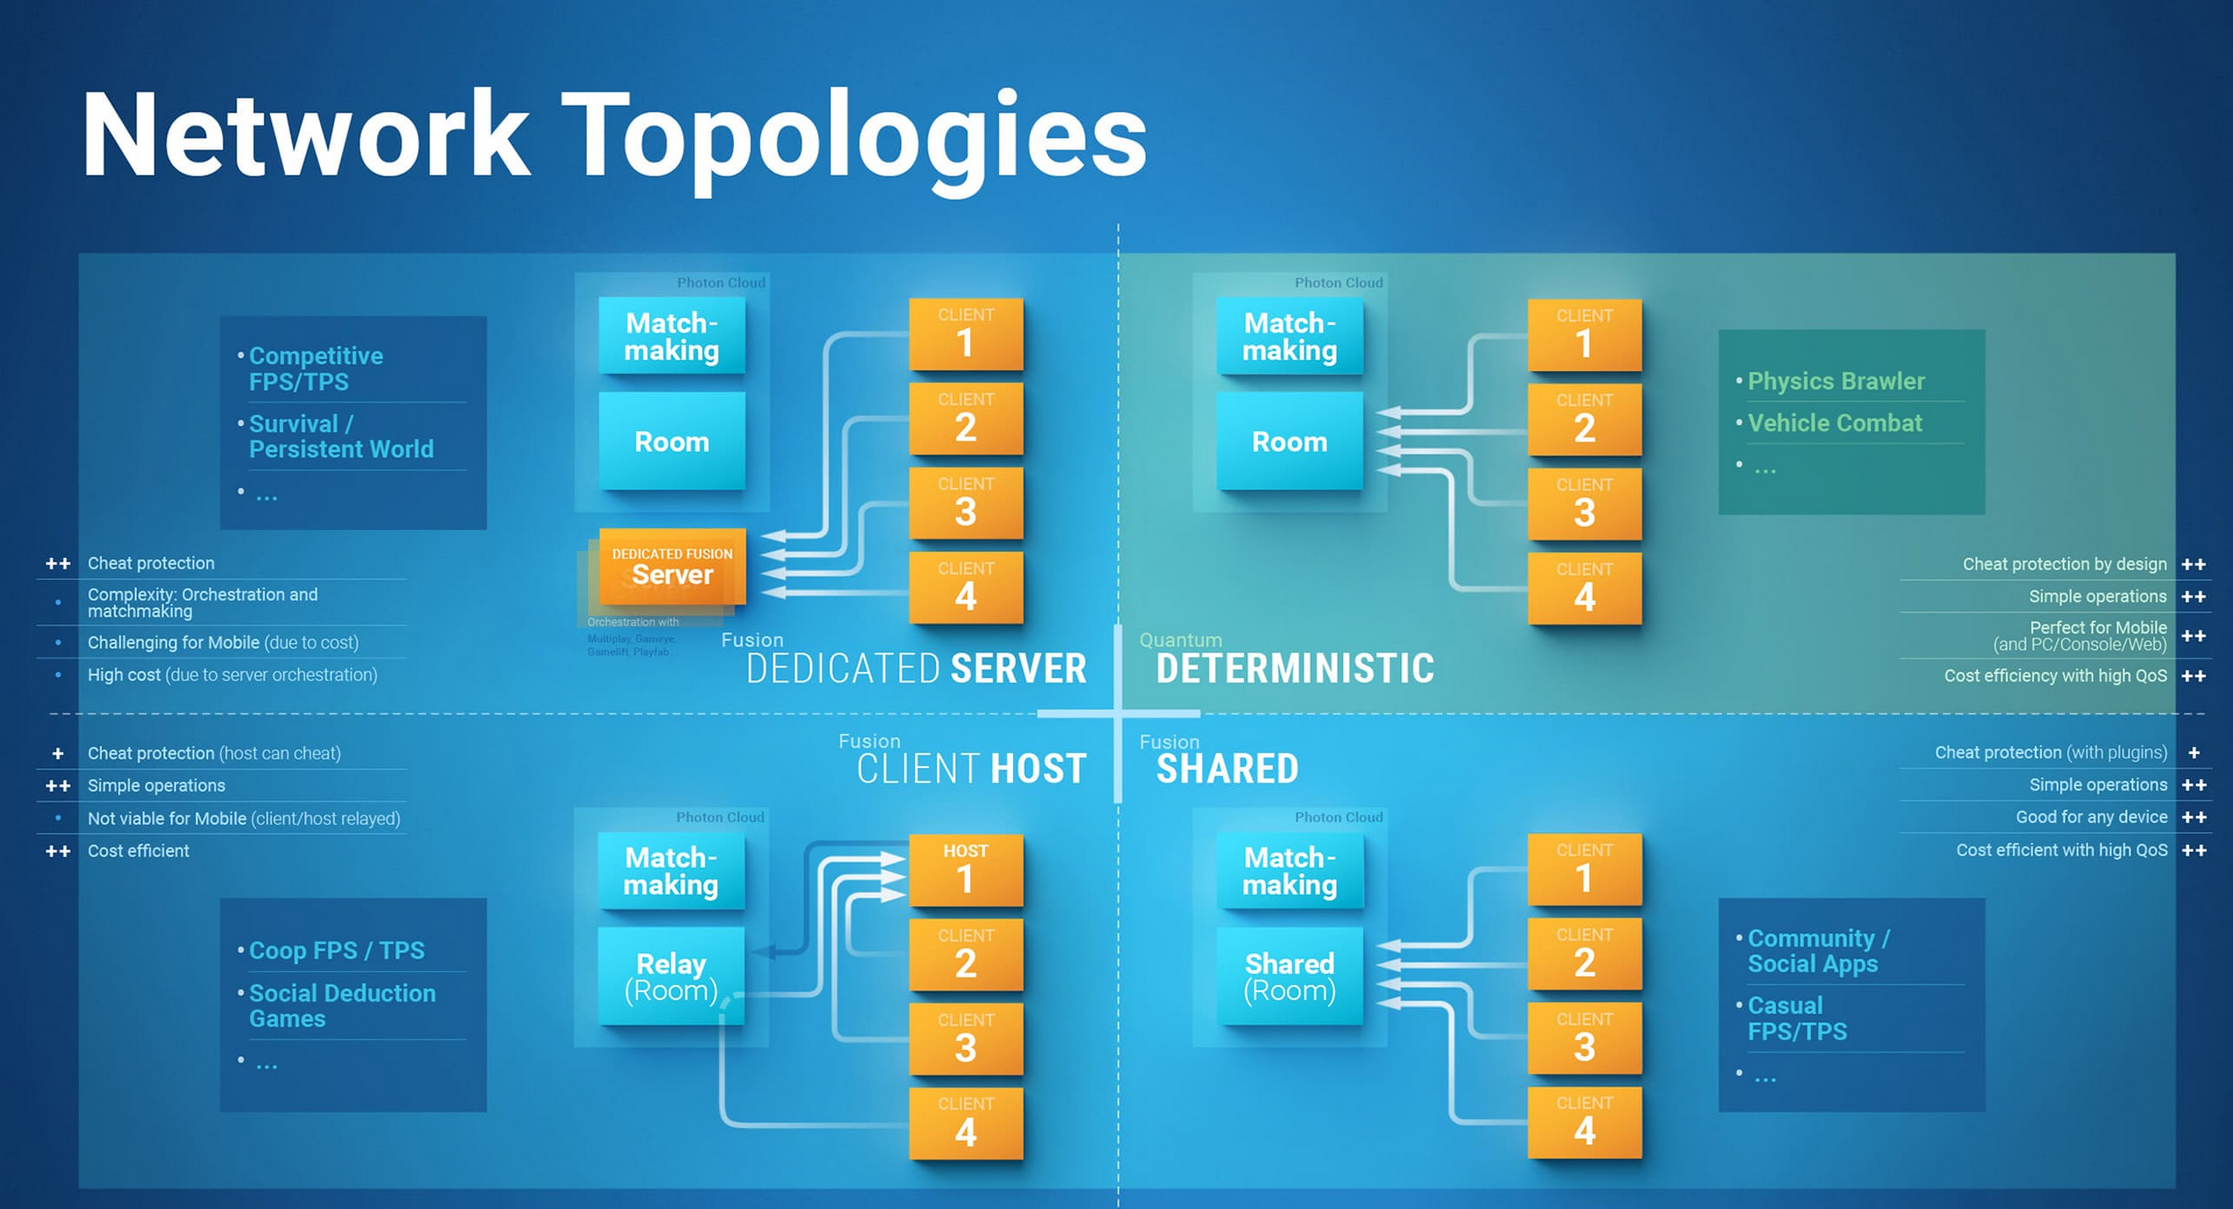 Network Topologies
Photon Cloud
Match-
making
Room
DEDICATED FUSION
Server
Orchestration with
Multiplay, Gameye,
Gamelift, Playfab...
CLIENT
1
CLIENT
2
CLIENT
3
CLIENT
4
• Competitive
FPS/TPS
• Survival /
Persistent World
• ...
++ Cheat protection
• Complexity: Orchestration and
matchmaking
• Challenging for Mobile (due to cost)
• High cost (due to server orchestration)
Fusion
DEDICATED SERVER
Photon Cloud
Match-
making
Room
CLIENT
1
CLIENT
2
CLIENT
3
CLIENT
4
• Physics Brawler
• Vehicle Combat
• ...
Cheat protection by design ++
Simple operations ++
Perfect for Mobile
(and PC/Console/Web) ++
Cost efficiency with high QoS ++
Quantum
DETERMINISTIC
Fusion
CLIENT HOST
+ Cheat protection (host can cheat)
++ Simple operations
• Not viable for Mobile (client/host relayed)
++ Cost efficient
• Coop FPS / TPS
• Social Deduction
Games
• ...
Photon Cloud
Match-
making
Relay
(Room)
HOST
1
CLIENT
2
CLIENT
3
CLIENT
4
Fusion
SHARED
Photon Cloud
Match-
making
Shared
(Room)
CLIENT
1
CLIENT
2
CLIENT
3
CLIENT
4
Cheat protection (with plugins) +
Simple operations ++
Good for any device ++
Cost efficient with high QoS ++
• Community /
Social Apps
• Casual
FPS/TPS
• ...